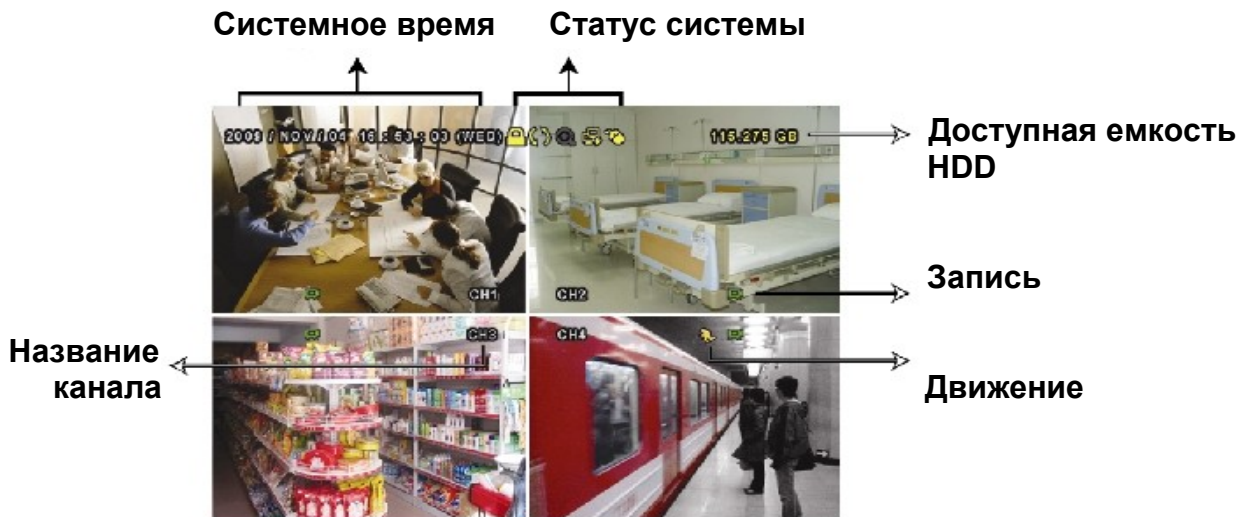 Системное время
Статус системы
2009 / NOV / 04 16 : 53 : 03 (WED)
115.275 GB
Доступная емкость
HDD
CH1
CH2
Запись
CH3
CH4
Название
канала
Движение